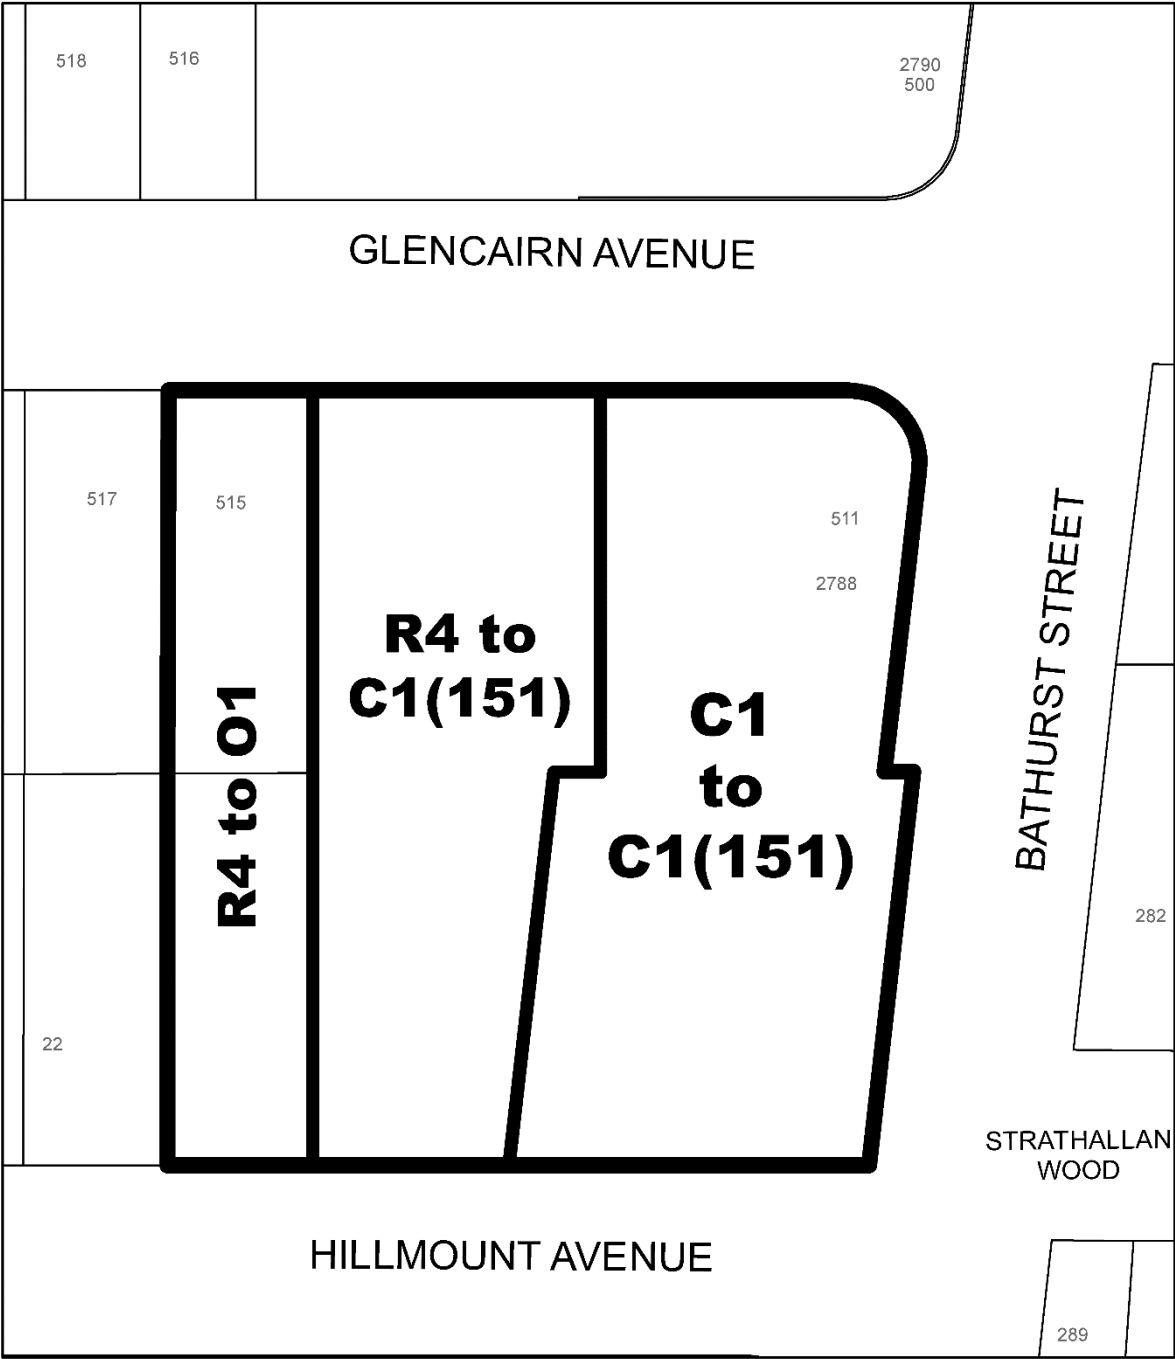 518
516
2790
500
GLENCAIRN AVENUE
517
515
511
2788
R4 to
C1(151)
R4 to O1
C1
to
C1(151)
BATHURST STREET
282
22
STRATHALLAN
WOOD
HILLMOUNT AVENUE
289